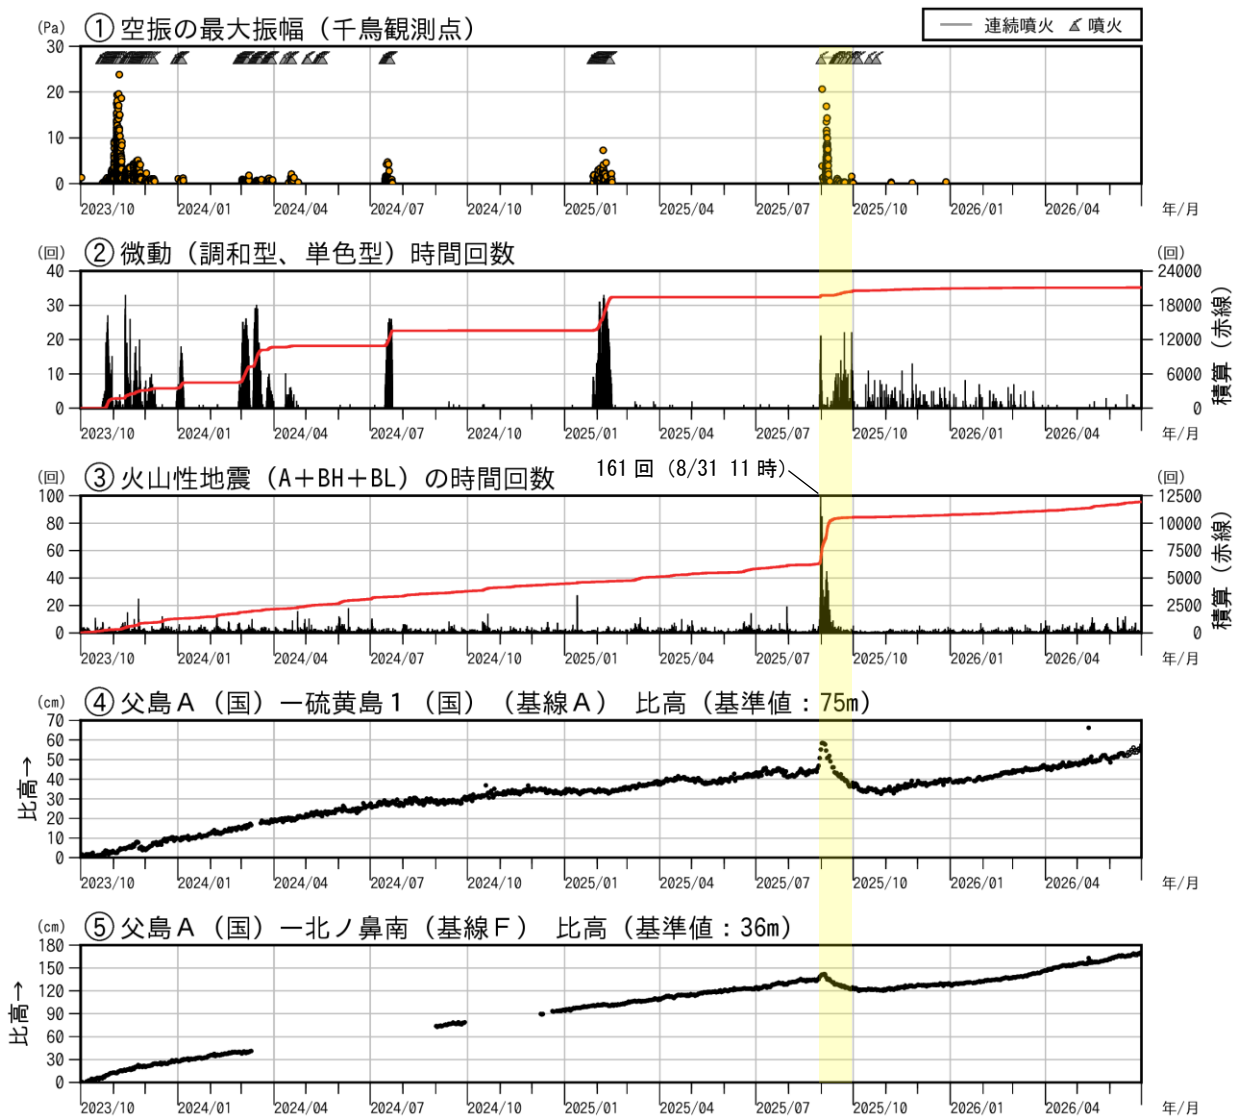 (Pa) ①空振の最大振幅（千鳥観測点） — 連続噴火 噴火
30
20
10
0
2023/10 2024/01 2024/04 2024/07 2024/10 2025/01 2025/04 2025/07 2025/10 2026/01 2026/04 年/月
(回) ②微動（調和型、単色型）時間回数 (回)
40 24000
30 18000
20 12000
10 6000
0 0
積算（赤線）
2023/10 2024/01 2024/04 2024/07 2024/10 2025/01 2025/04 2025/07 2025/10 2026/01 2026/04 年/月
(回) ③火山性地震（A＋BH＋BL）の時間回数 161回（8/31 11時） (回)
100 12500
80 10000
60 7500
40 5000
20 2500
0 0
積算（赤線）
2023/10 2024/01 2024/04 2024/07 2024/10 2025/01 2025/04 2025/07 2025/10 2026/01 2026/04 年/月
(cm) ④父島Ａ（国）－硫黄島１（国）（基線Ａ） 比高（基準値：75m）
70
60
50
40
30
20
10
0
比高→
2023/10 2024/01 2024/04 2024/07 2024/10 2025/01 2025/04 2025/07 2025/10 2026/01 2026/04 年/月
(cm) ⑤父島Ａ（国）－北ノ鼻南（基線Ｆ） 比高（基準値：36m）
180
150
120
90
60
30
0
比高→
2023/10 2024/01 2024/04 2024/07 2024/10 2025/01 2025/04 2025/07 2025/10 2026/01 2026/04 年/月